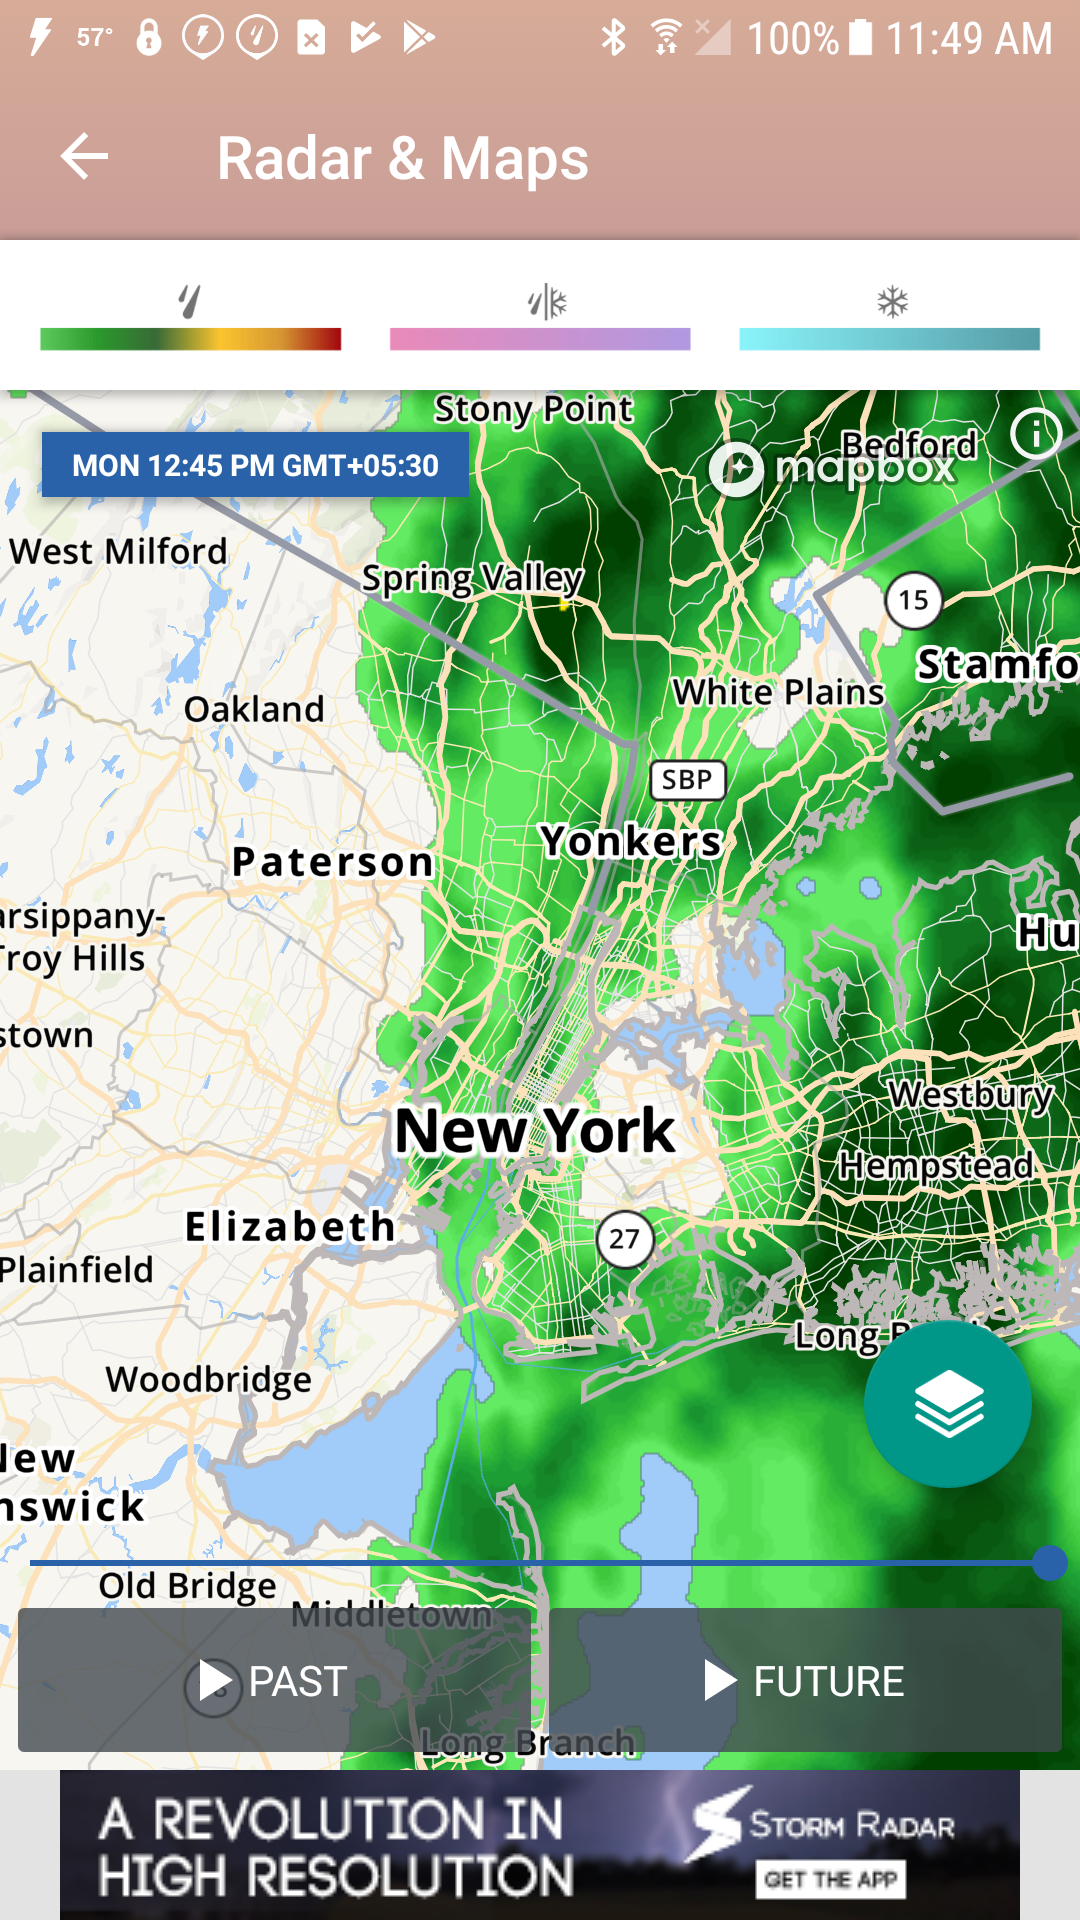 57°
100% 11:49 AM
Radar & Maps
Stony Point
Bedford
MON 12:45 PM GMT+05:30
mapbox
West Milford
Spring Valley
15
Stamfo
White Plains
Oakland
SBP
Yonkers
Paterson
arsippany-
Troy Hills
Hu
stown
Westbury
New York
Hempstead
Elizabeth
27
Plainfield
Long B
Woodbridge
New
nswick
Old Bridge
Middletown
PAST
FUTURE
Long Branch
A REVOLUTION IN
HIGH RESOLUTION
STORM RADAR
GET THE APP